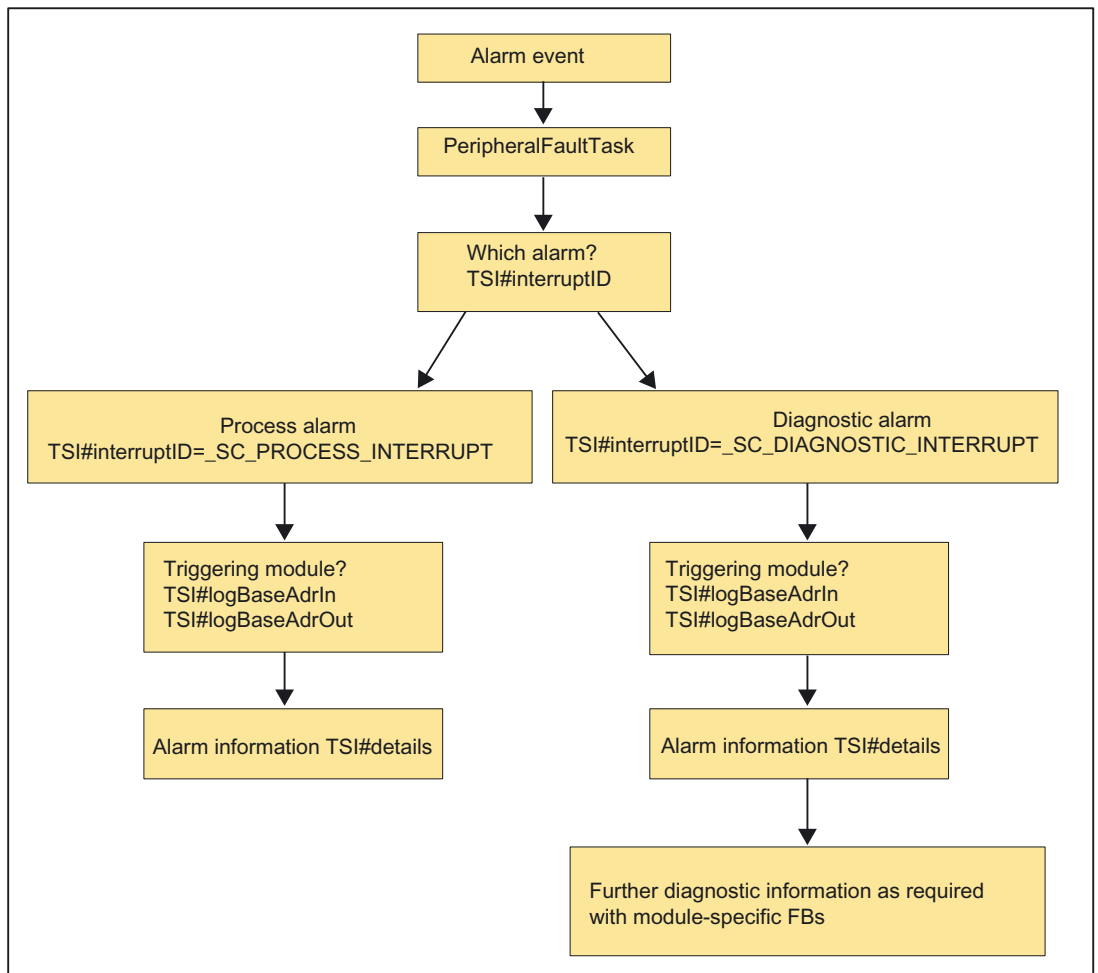 Alarm event
PeripheralFaultTask
Which alarm?
TSI#interruptID
Process alarm
TSI#interruptID=_SC_PROCESS_INTERRUPT
Diagnostic alarm
TSI#interruptID=_SC_DIAGNOSTIC_INTERRUPT
Triggering module?
TSI#logBaseAdrIn
TSI#logBaseAdrOut
Triggering module?
TSI#logBaseAdrIn
TSI#logBaseAdrOut
Alarm information TSI#details
Alarm information TSI#details
Further diagnostic information as required
with module-specific FBs